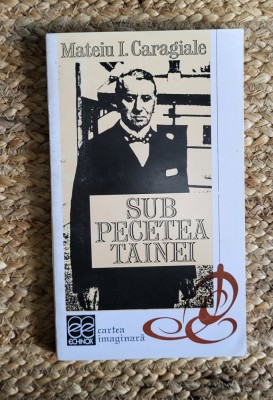 Mateiu I. Caragiale
SUB
PECETEA
TAINEI
ECHINOX
cartea
imaginară